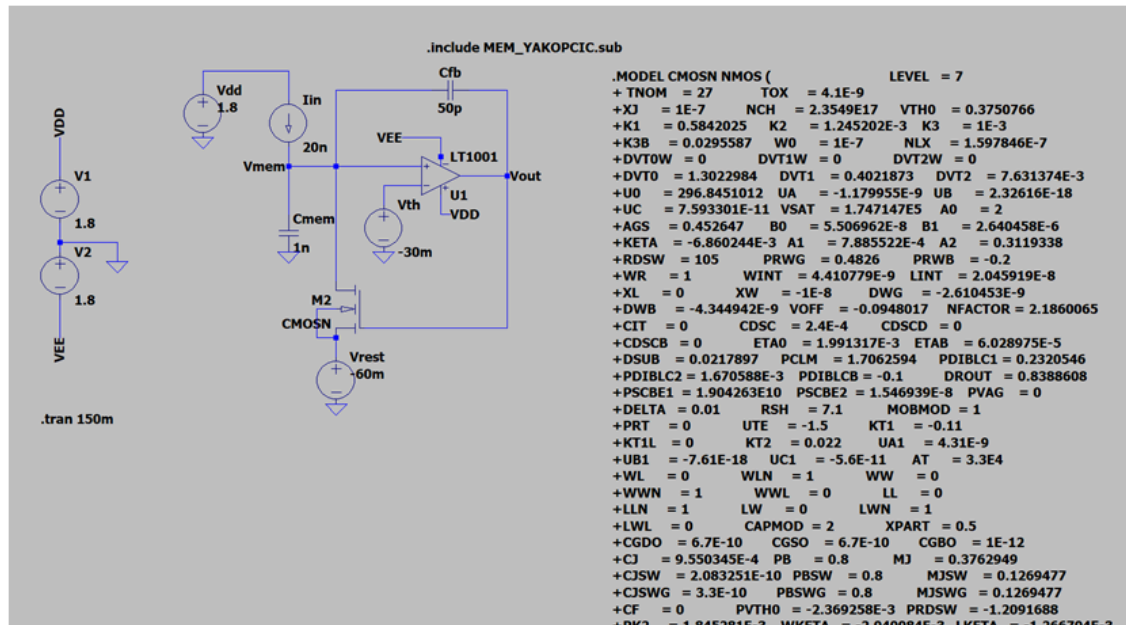 .include MEM_YAKOPCIC.sub
Cfb
50p
Vdd
1.8
Iin
20n
VDD
VEE
LT1001
Vmem
Vout
U1
V1
Vth
VDD
1.8
Cmem
1n
-30m
V2
1.8
M2
CMOSN
VEE
Vrest
-60m
.tran 150m
.MODEL CMOSN NMOS ( LEVEL = 7
+ TNOM = 27 TOX = 4.1E-9
+XJ = 1E-7 NCH = 2.3549E17 VTH0 = 0.3750766
+K1 = 0.5842025 K2 = 1.245202E-3 K3 = 1E-3
+K3B = 0.0295587 W0 = 1E-7 NLX = 1.597846E-7
+DVT0W = 0 DVT1W = 0 DVT2W = 0
+DVT0 = 1.3022984 DVT1 = 0.4021873 DVT2 = 7.631374E-3
+U0 = 296.8451012 UA = -1.179955E-9 UB = 2.32616E-18
+UC = 7.593301E-11 VSAT = 1.747147E5 A0 = 2
+AGS = 0.452647 B0 = 5.506962E-8 B1 = 2.640458E-6
+KETA = -6.860244E-3 A1 = 7.885522E-4 A2 = 0.3119338
+RDSW = 105 PRWG = 0.4826 PRWB = -0.2
+WR = 1 WINT = 4.410779E-9 LINT = 2.045919E-8
+XL = 0 XW = -1E-8 DWG = -2.610453E-9
+DWB = -4.344942E-9 VOFF = -0.0948017 NFACTOR = 2.1860065
+CIT = 0 CDSC = 2.4E-4 CDSCD = 0
+CDSCB = 0 ETA0 = 1.991317E-3 ETAB = 6.028975E-5
+DSUB = 0.0217897 PCLM = 1.7062594 PDIBLC1 = 0.2320546
+PDIBLC2 = 1.670588E-3 PDIBLCB = -0.1 DROUT = 0.8388608
+PSCBE1 = 1.904263E10 PSCBE2 = 1.546939E-8 PVAG = 0
+DELTA = 0.01 RSH = 7.1 MOBMOD = 1
+PRT = 0 UTE = -1.5 KT1 = -0.11
+KT1L = 0 KT2 = 0.022 UA1 = 4.31E-9
+UB1 = -7.61E-18 UC1 = -5.6E-11 AT = 3.3E4
+WL = 0 WLN = 1 WW = 0
+WWN = 1 WWL = 0 LL = 0
+LLN = 1 LW = 0 LWN = 1
+LWL = 0 CAPMOD = 2 XPART = 0.5
+CGDO = 6.7E-10 CGSO = 6.7E-10 CGBO = 1E-12
+CJ = 9.550345E-4 PB = 0.8 MJ = 0.3762949
+CJSW = 2.083251E-10 PBSW = 0.8 MJSW = 0.1269477
+CJSWG = 3.3E-10 PBSWG = 0.8 MJSWG = 0.1269477
+CF = 0 PVTH0 = -2.369258E-3 PRDSW = -1.2091688